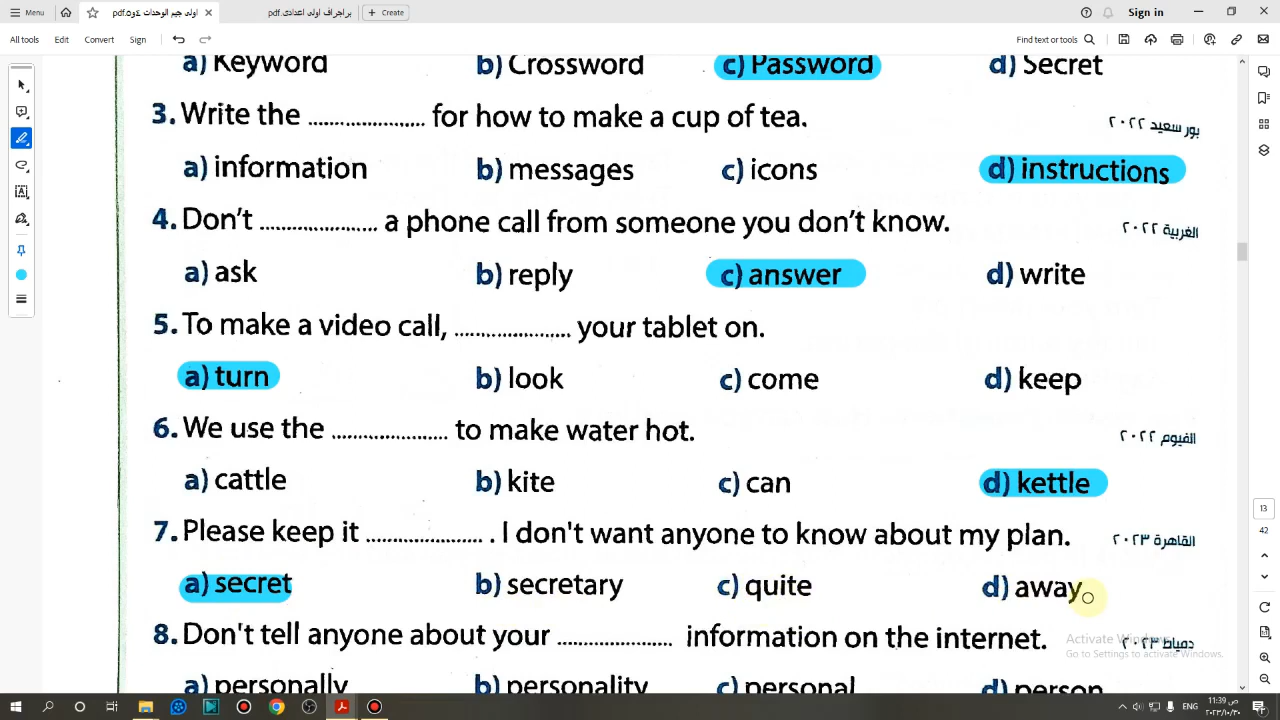 Menu
اولى جيم الوحدات ٤و٥.pdf
براجراف اولى اعدادى.pdf
+ Create
Sign in
All tools Edit Convert Sign
Find text or tools
a) Keyword b) Crossword c) Password d) Secret
3. Write the ...................... for how to make a cup of tea. بور سعيد ٢٠٢٢
a) information b) messages c) icons d) instructions
4. Don't ...................... a phone call from someone you don't know. الغربية ٢٠٢٢
a) ask b) reply c) answer d) write
5. To make a video call, ...................... your tablet on.
a) turn b) look c) come d) keep
6. We use the ...................... to make water hot. الفيوم ٢٠٢٢
a) cattle b) kite c) can d) kettle
7. Please keep it ...................... . I don't want anyone to know about my plan. القاهرة ٢٠٢٣
a) secret b) secretary c) quite d) away
8. Don't tell anyone about your ...................... information on the internet. دمياط ٢٠٢٣
a) personally b) personality c) personal d) person
13
42
Activate Windows
Go to Settings to activate Windows.
ENG
11:39 ص
٢٠٢٣/١٠/٣٠